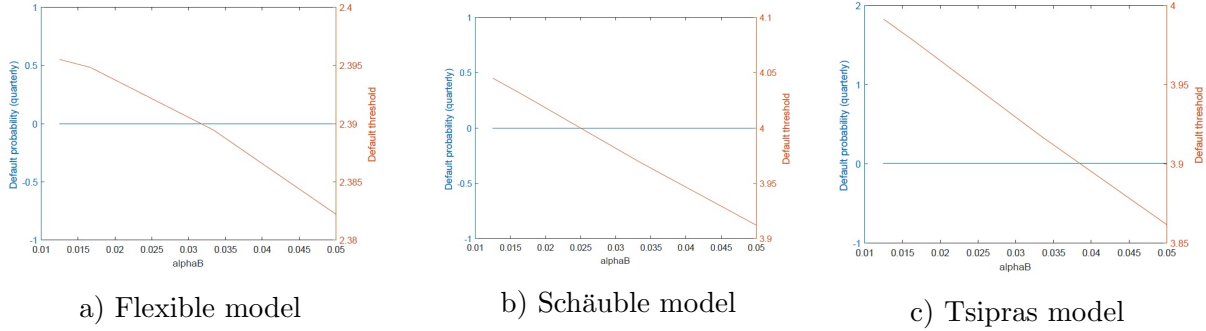 1
0.5
0
-0.5
-1
Default probability (quarterly)
2.4
2.395
2.39
2.385
2.38
Default threshold
0.01 0.015 0.02 0.025 0.03 0.035 0.04 0.045 0.05
alphaB
a) Flexible model
1
0.5
0
-0.5
-1
Default probability (quarterly)
4.1
4.05
4
3.95
3.9
Default threshold
0.01 0.015 0.02 0.025 0.03 0.035 0.04 0.045 0.05
alphaB
b) Schäuble model
2
1
0
-1
Default probability (quarterly)
4
3.95
3.9
3.85
Default threshold
0.01 0.015 0.02 0.025 0.03 0.035 0.04 0.045 0.05
alphaB
c) Tsipras model